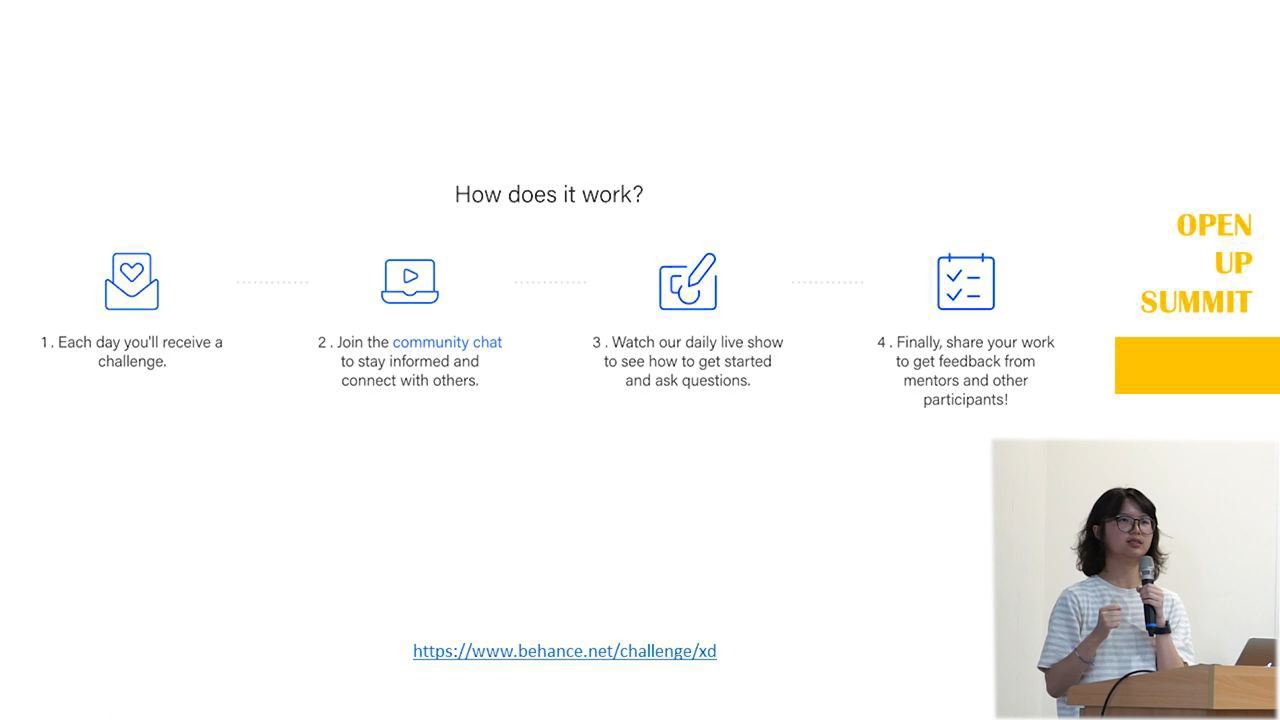 How does it work?
1 . Each day you'll receive a
challenge.
2 . Join the community chat
to stay informed and
connect with others.
3 . Watch our daily live show
to see how to get started
and ask questions.
4 . Finally, share your work
to get feedback from
mentors and other
participants!
OPEN
UP
SUMMIT
https://www.behance.net/challenge/xd